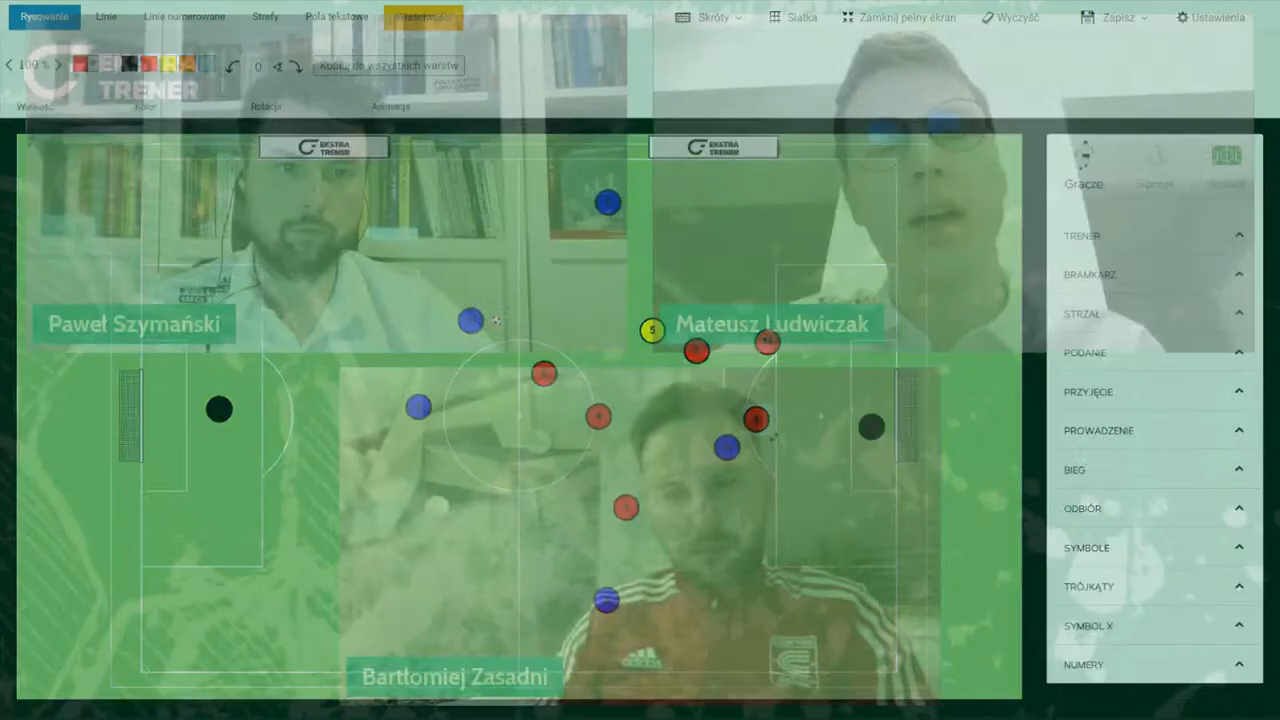 Rysowanie Linie Linie numerowane Strefy Pola tekstowe Właściwości Skróty Siatka Zamknij pełny ekran Wyczyść Zapisz Ustawienia
100 %
0
Kopiuj do wszystkich warstw
EKSTRA
TRENER
Wielkość Kolor Rotacja Animacja
EKSTRA
TRENER
EKSTRA
TRENER
Gracze Sprzęt Boisko
TRENER
BRAMKARZ
STRZAŁ
PODANIE
PRZYJĘCIE
PROWADZENIE
BIEG
ODBIÓR
SYMBOLE
TRÓJKĄTY
SYMBOL X
NUMERY
Paweł Szymański
5
Mateusz Ludwiczak
Bartłomiej Zasadni